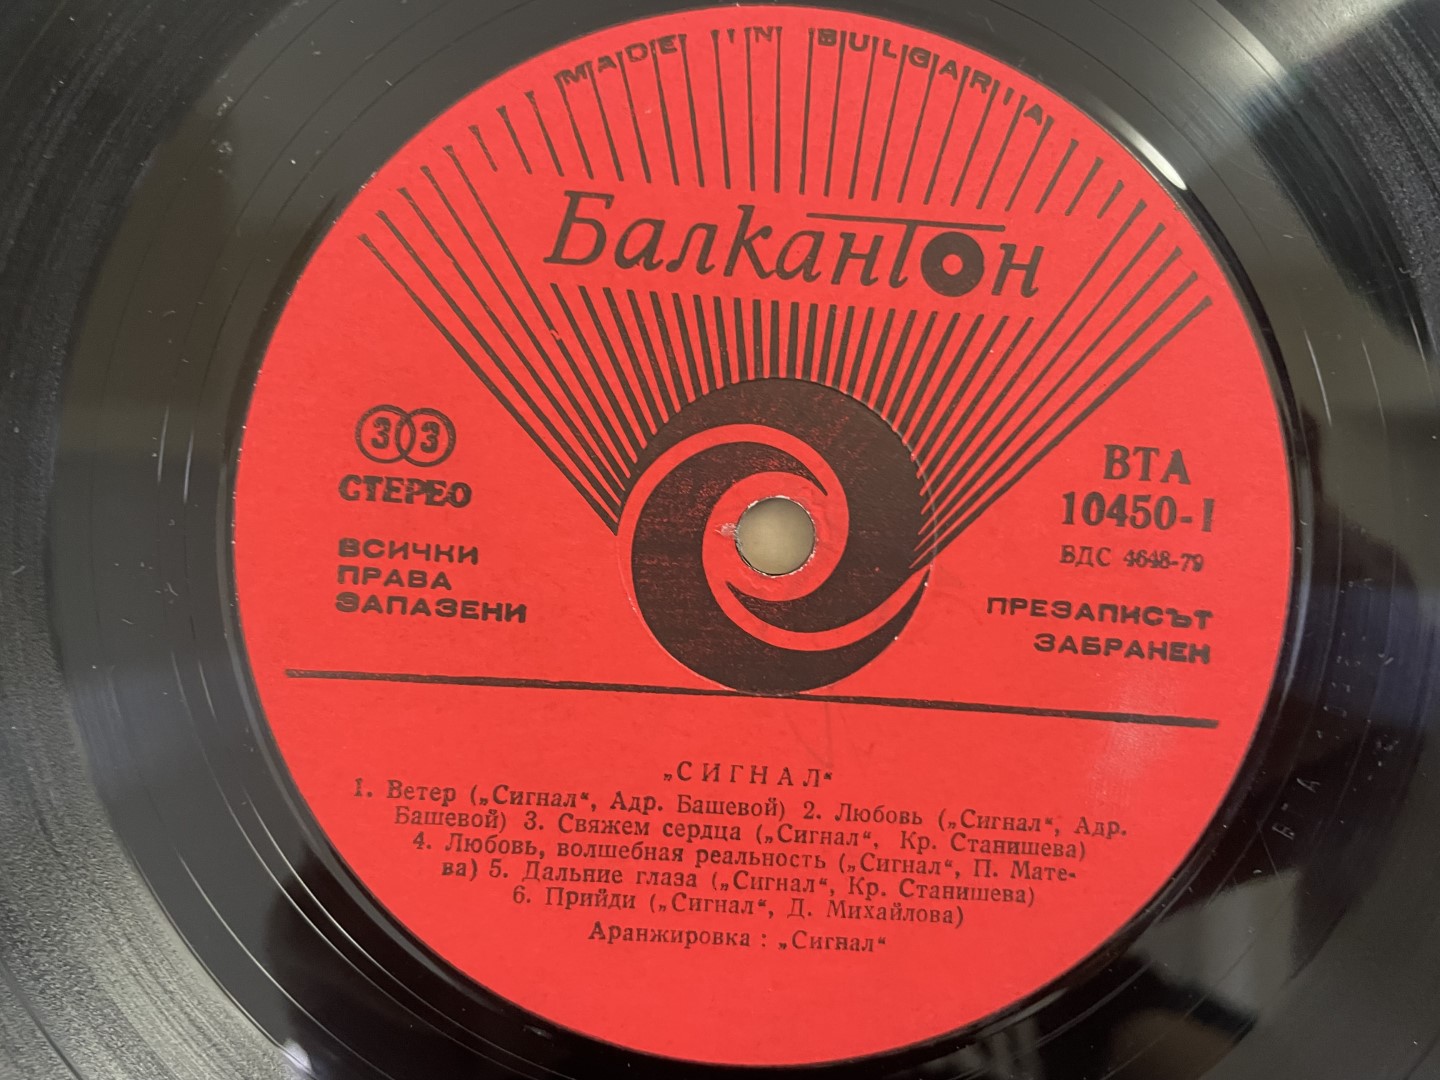 MADE IN BULGARIA
БалканТон
33
СТЕРЕО
ВСИЧКИ
ПРАВА
ЗАПАЗЕНИ
ВТА
10450-I
БДС 4648-79
ПРЕЗАПИСЪТ
ЗАБРАНЕН
„СИГНАЛ“
1. Ветер („Сигнал“, Адр. Башевой) 2. Любовь („Сигнал“, Адр.
Башевой) 3. Свяжем сердца („Сигнал“, Кр. Станишева)
4. Любовь, волшебная реальность („Сигнал“, П. Мате-
ва) 5. Дальние глаза („Сигнал“, Кр. Станишева)
6. Прийди („Сигнал“, Д. Михайлова)
Аранжировка : „Сигнал“